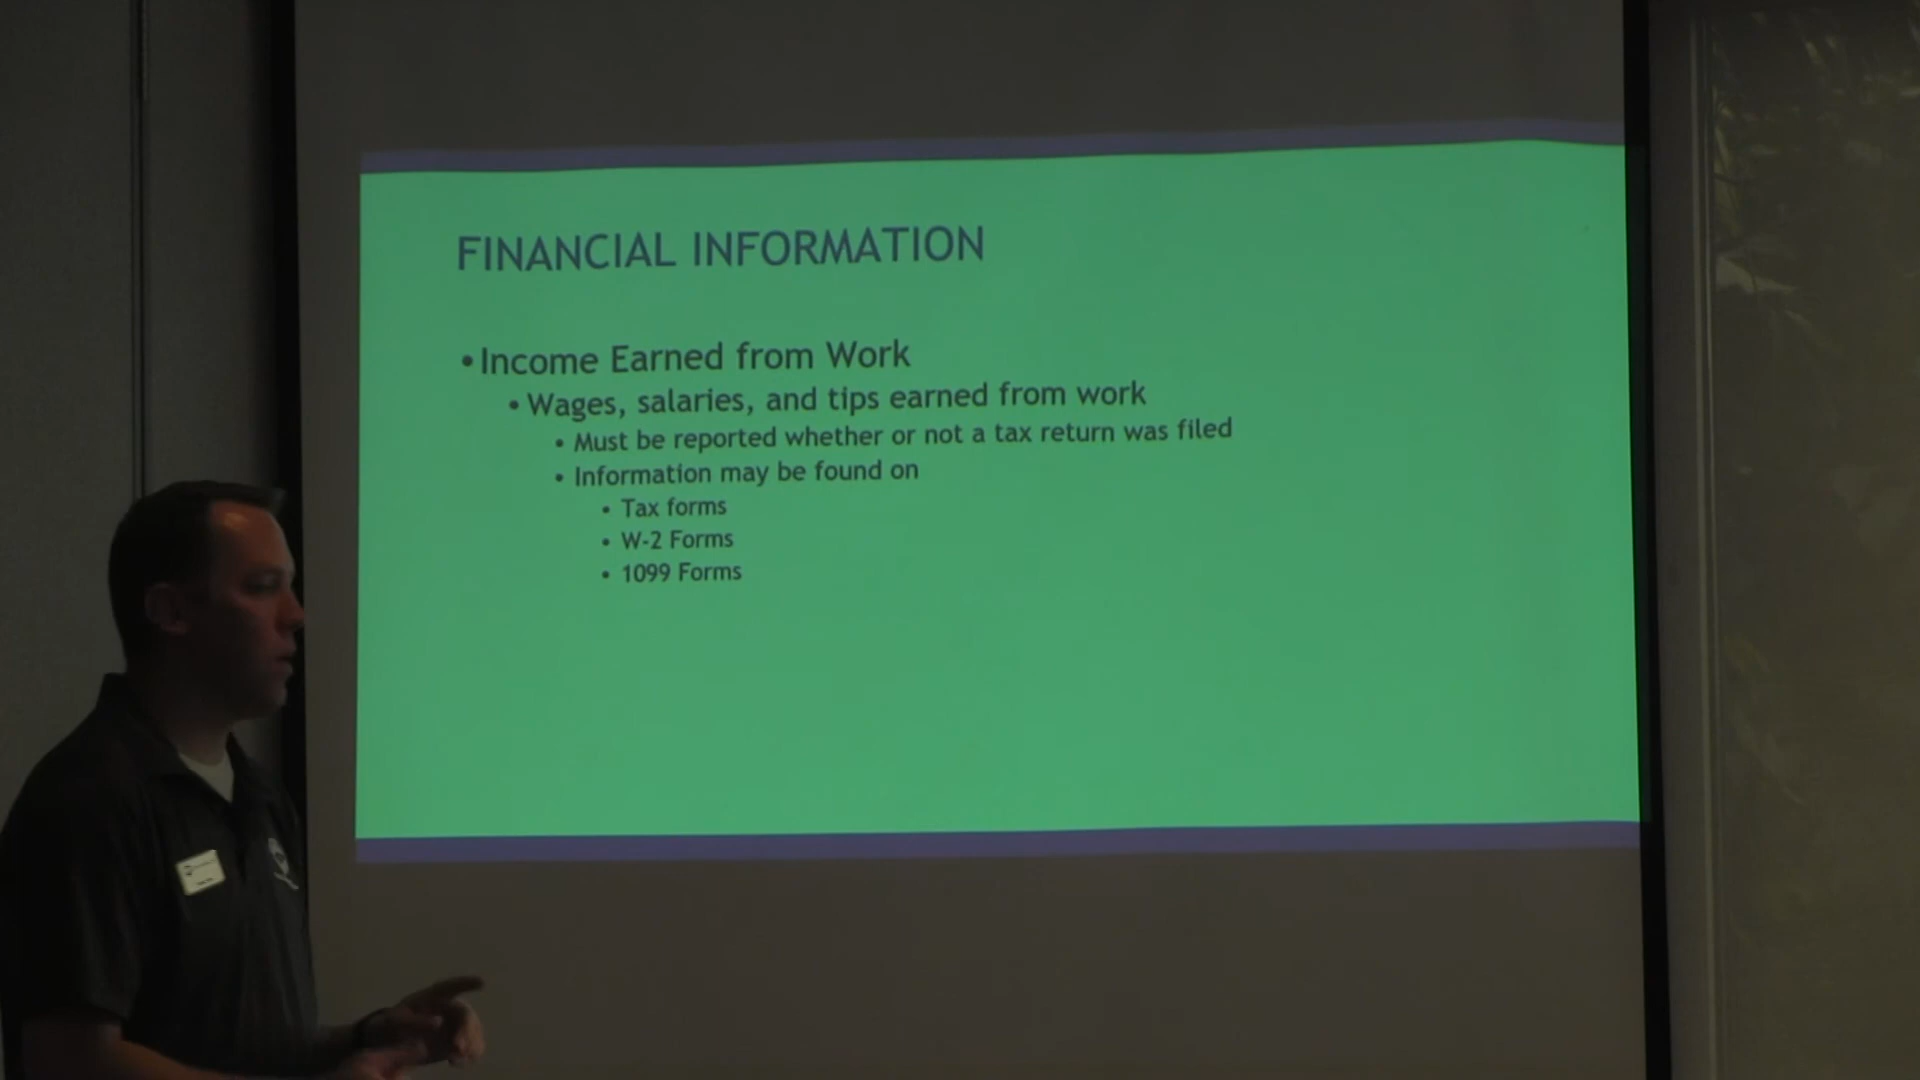 FINANCIAL INFORMATION
• Income Earned from Work
• Wages, salaries, and tips earned from work
• Must be reported whether or not a tax return was filed
• Information may be found on
• Tax forms
• W-2 Forms
• 1099 Forms